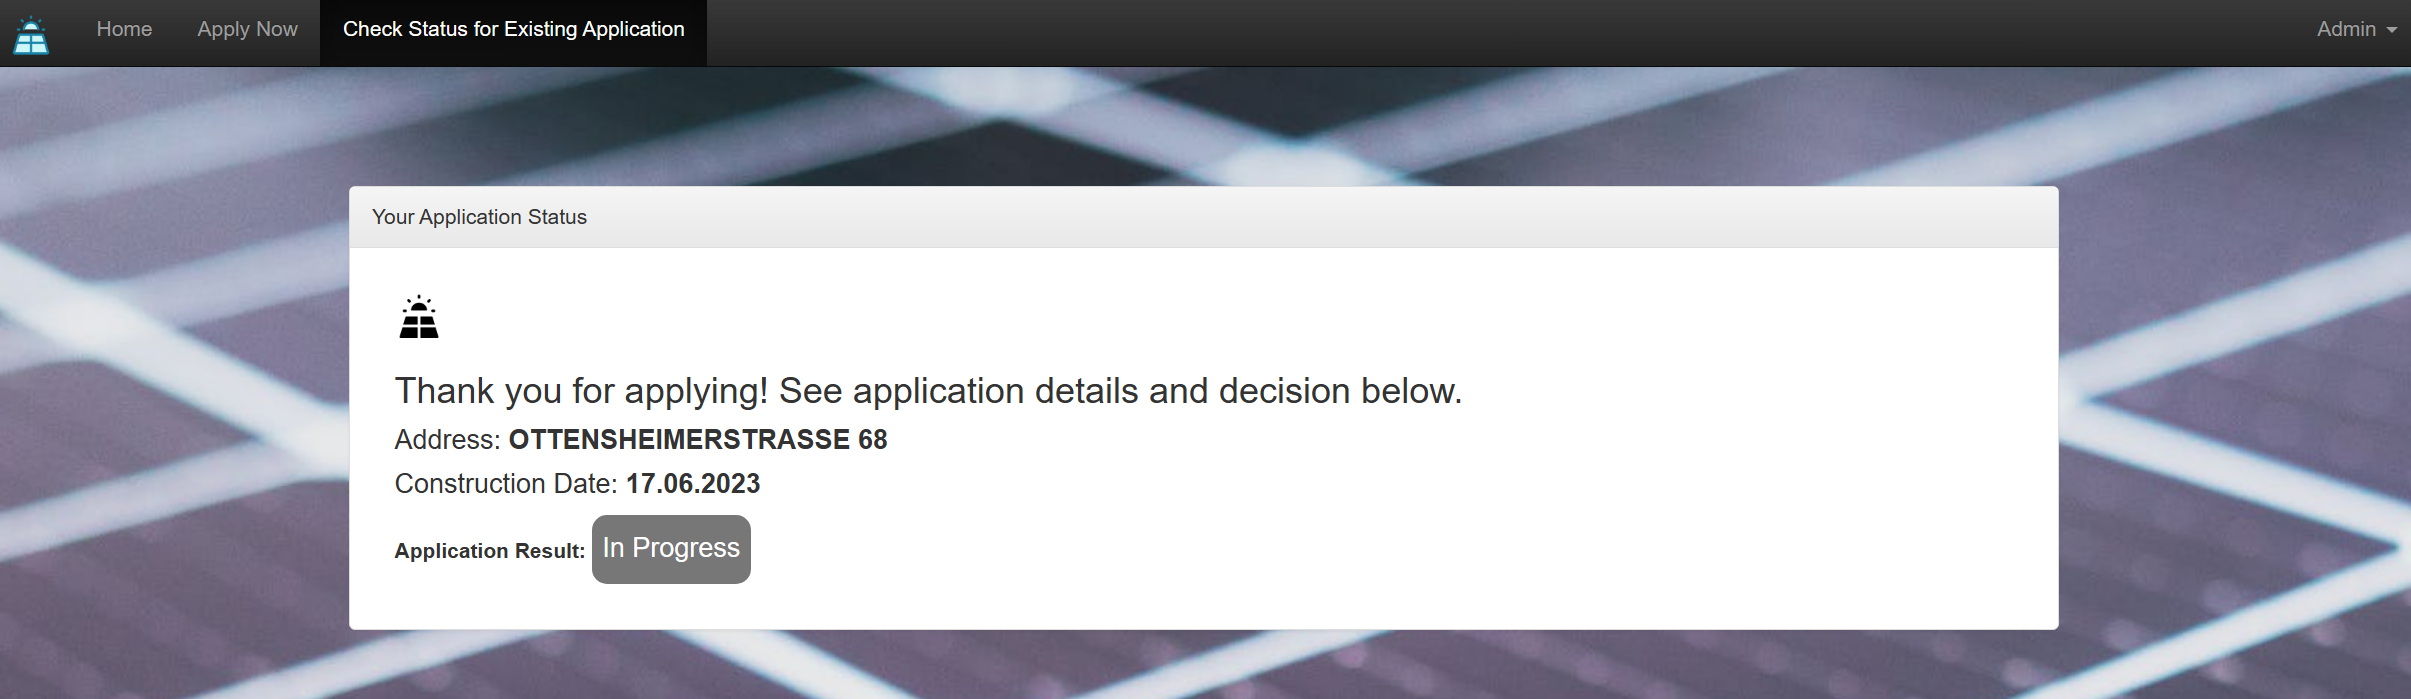 Home Apply Now Check Status for Existing Application Admin
Your Application Status
Thank you for applying! See application details and decision below.
Address: OTTENSHEIMERSTRASSE 68
Construction Date: 17.06.2023
Application Result: In Progress